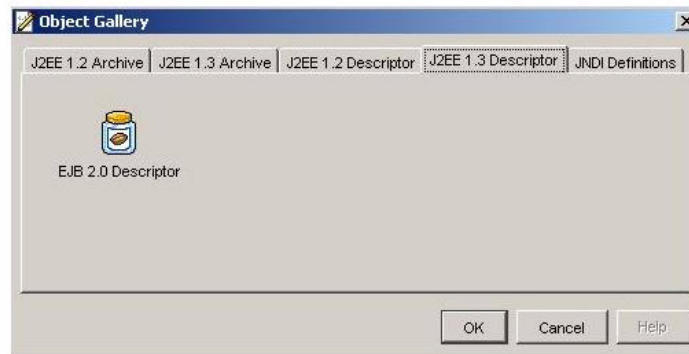 Object Gallery
J2EE 1.2 Archive J2EE 1.3 Archive J2EE 1.2 Descriptor J2EE 1.3 Descriptor JNDI Definitions
EJB 2.0 Descriptor
OK Cancel Help